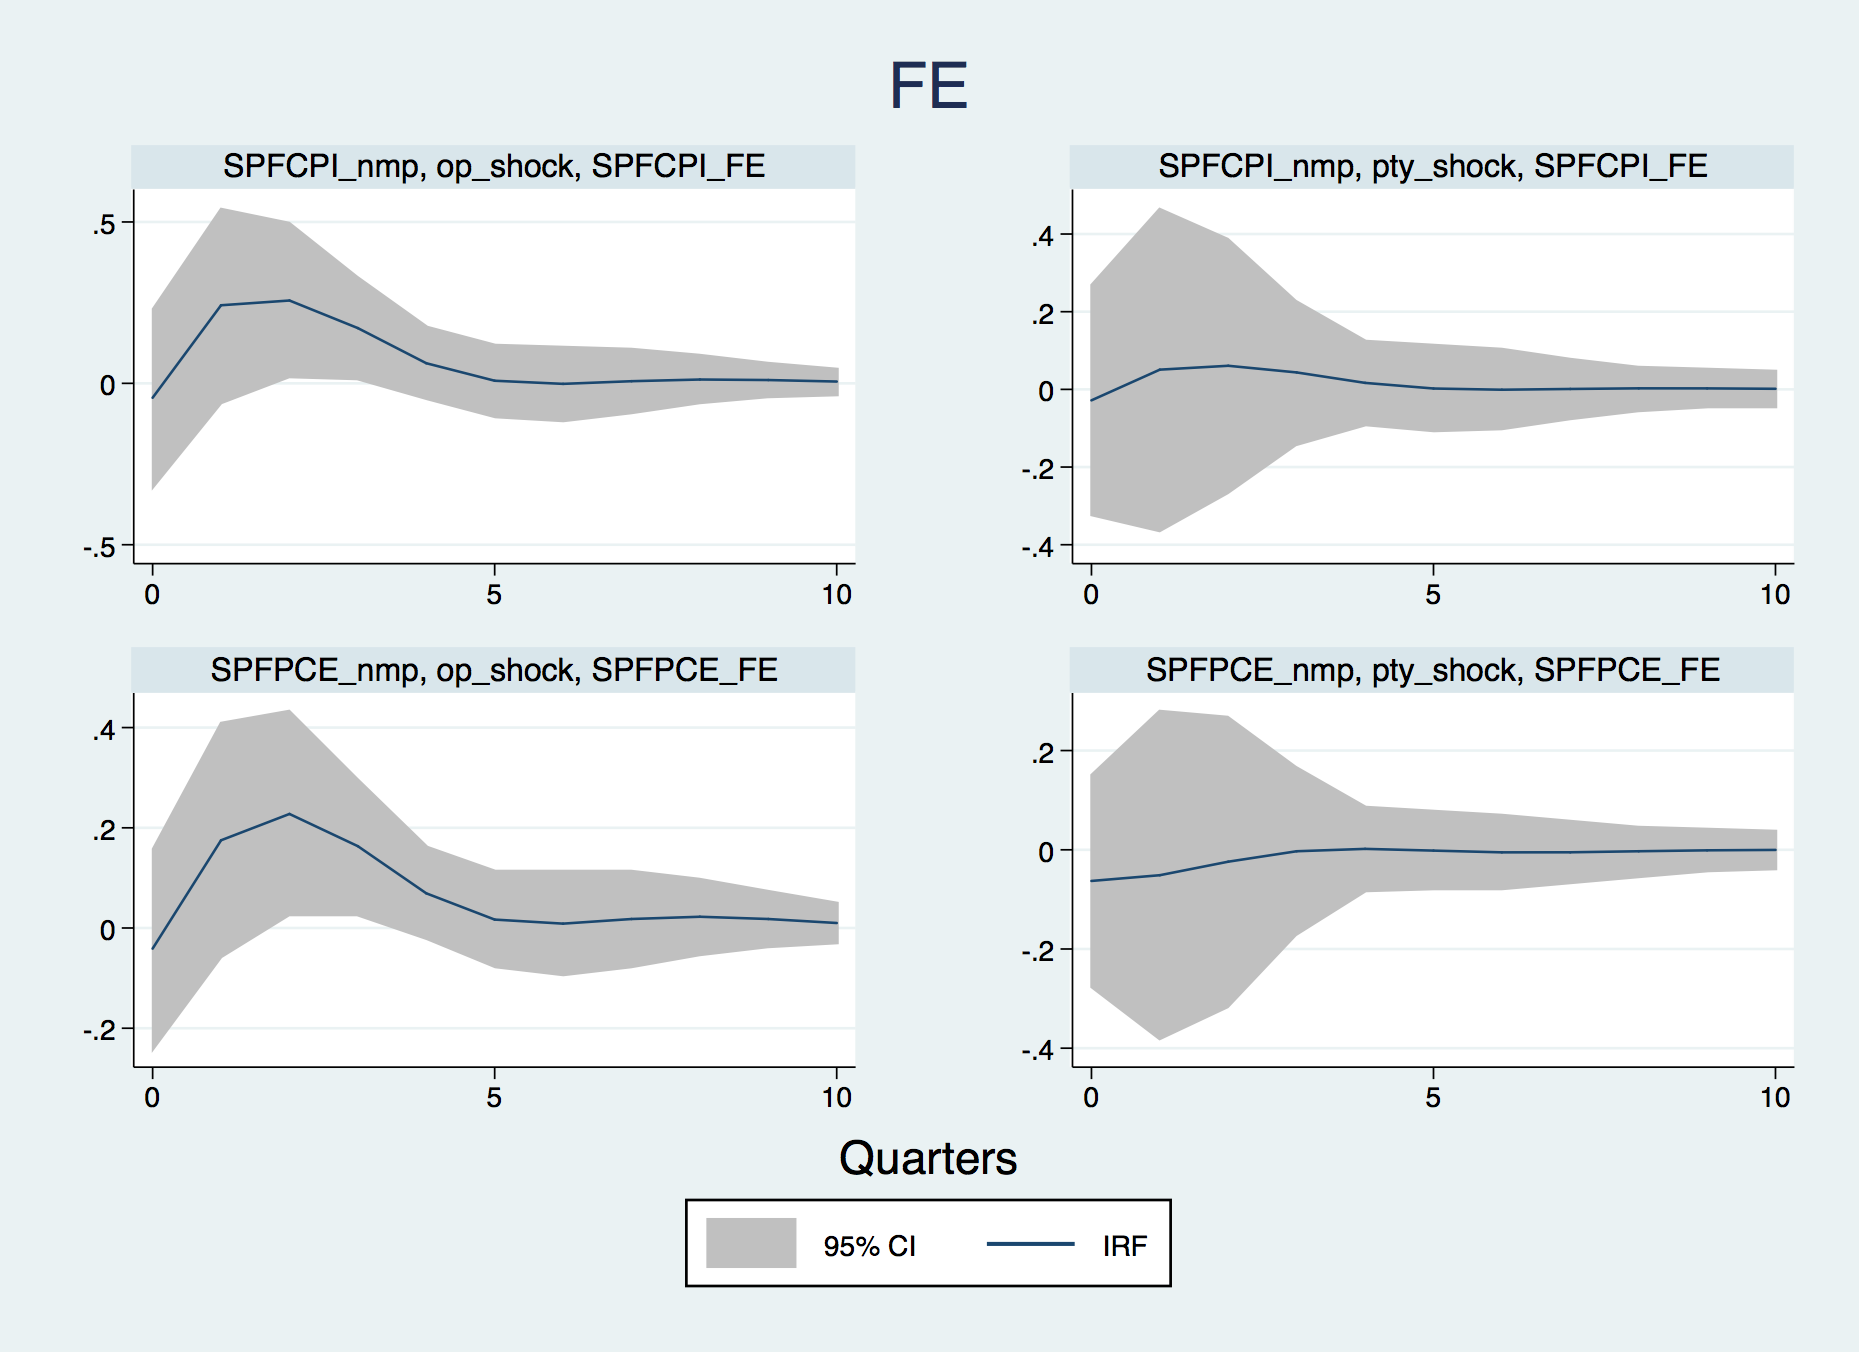 FE
SPFCPI_nmp, op_shock, SPFCPI_FE
.5
0
-.5
0 5 10
SPFCPI_nmp, pty_shock, SPFCPI_FE
.4
.2
0
-.2
-.4
0 5 10
SPFPCE_nmp, op_shock, SPFPCE_FE
.4
.2
0
-.2
0 5 10
SPFPCE_nmp, pty_shock, SPFPCE_FE
.2
0
-.2
-.4
0 5 10
Quarters
95% CI IRF